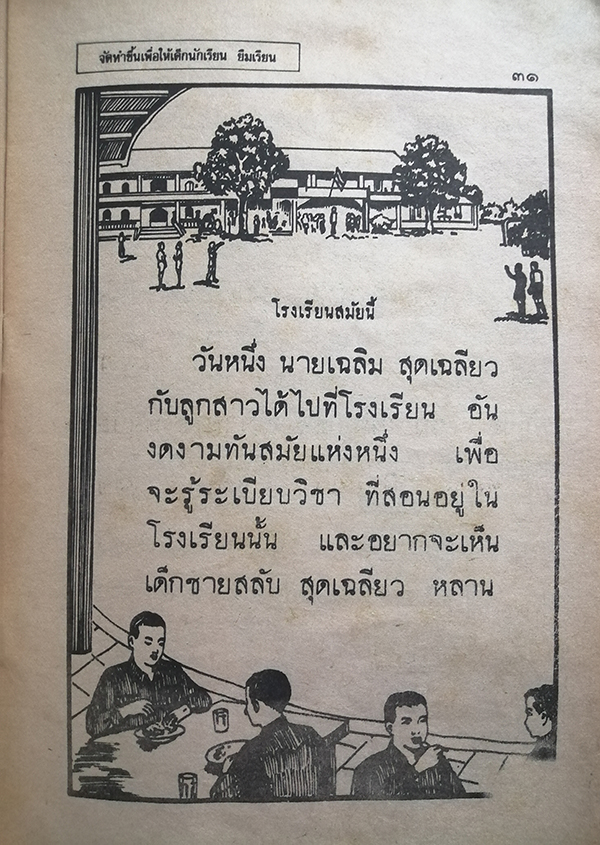 จัดทำขึ้นเพื่อให้เด็กนักเรียน ยืมเรียน
๓๑
โรงเรียนสมัยนี้
วันหนึ่ง นายเฉลิม สุดเฉลียว
กับลูกสาวได้ไปที่โรงเรียน อัน
งดงามทันสมัยแห่งหนึ่ง เพื่อ
จะรู้ระเบียบวิชา ที่สอนอยู่ใน
โรงเรียนนั้น และอยากจะเห็น
เด็กชายสลับ สุดเฉลียว หลาน